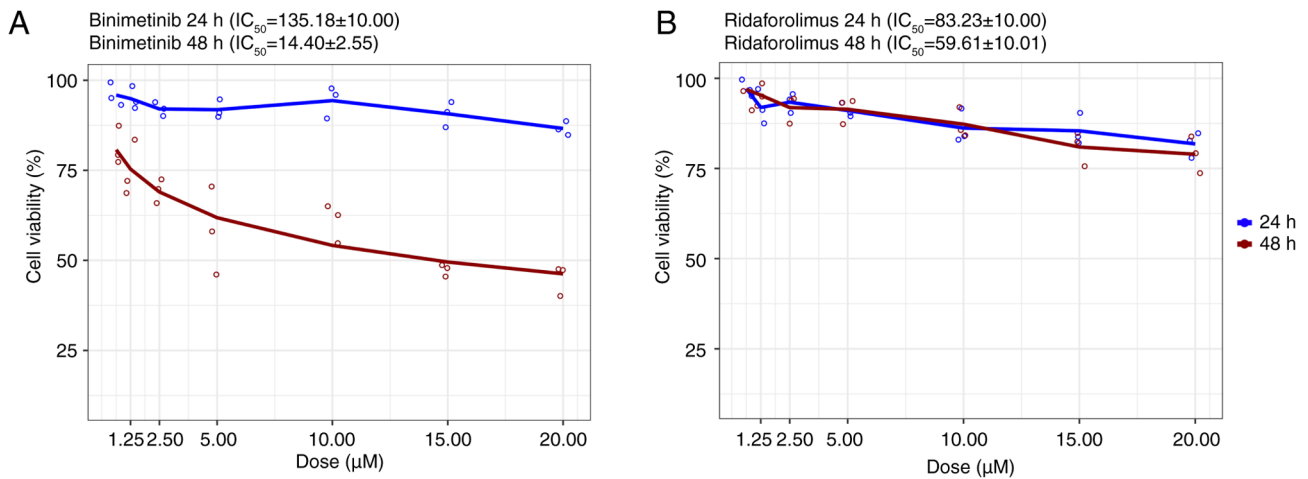 A
Binimetinib 24 h (IC50=135.18±10.00)
Binimetinib 48 h (IC50=14.40±2.55)
Cell viability (%)
100
75
50
25
1.25 2.50 5.00 10.00 15.00 20.00
Dose (µM)
B
Ridaforolimus 24 h (IC50=83.23±10.00)
Ridaforolimus 48 h (IC50=59.61±10.01)
Cell viability (%)
100
75
50
25
1.25 2.50 5.00 10.00 15.00 20.00
Dose (µM)
24 h
48 h